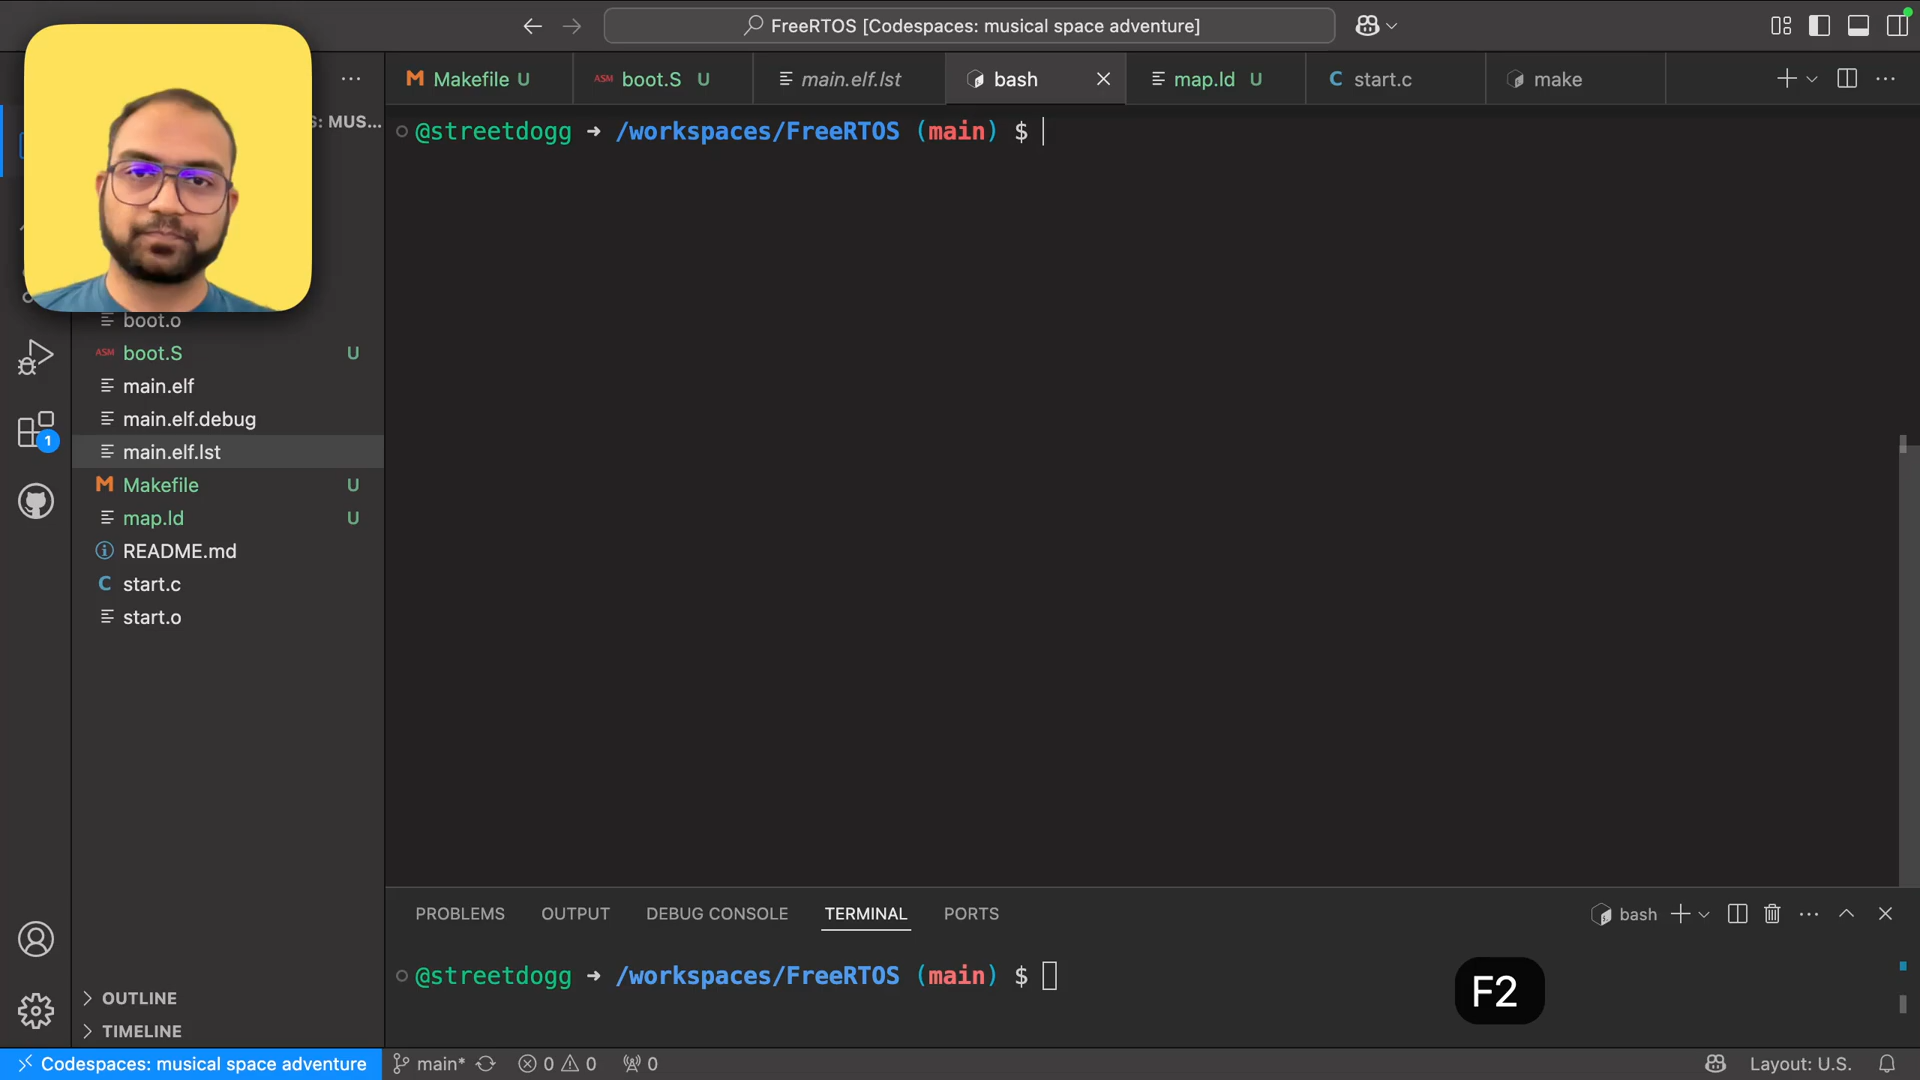 FreeRTOS [Codespaces: musical space adventure]
Makefile U
ASM boot.S U
main.elf.lst
bash
map.ld U
C start.c
make
S: MUS...
@streetdogg → /workspaces/FreeRTOS (main) $
boot.o
ASM boot.S U
main.elf
main.elf.debug
main.elf.lst
Makefile U
map.ld U
README.md
C start.c
start.o
1
OUTLINE
TIMELINE
PROBLEMS OUTPUT DEBUG CONSOLE TERMINAL PORTS
bash
@streetdogg → /workspaces/FreeRTOS (main) $
F2
Codespaces: musical space adventure main* 0 0 0 Layout: U.S.